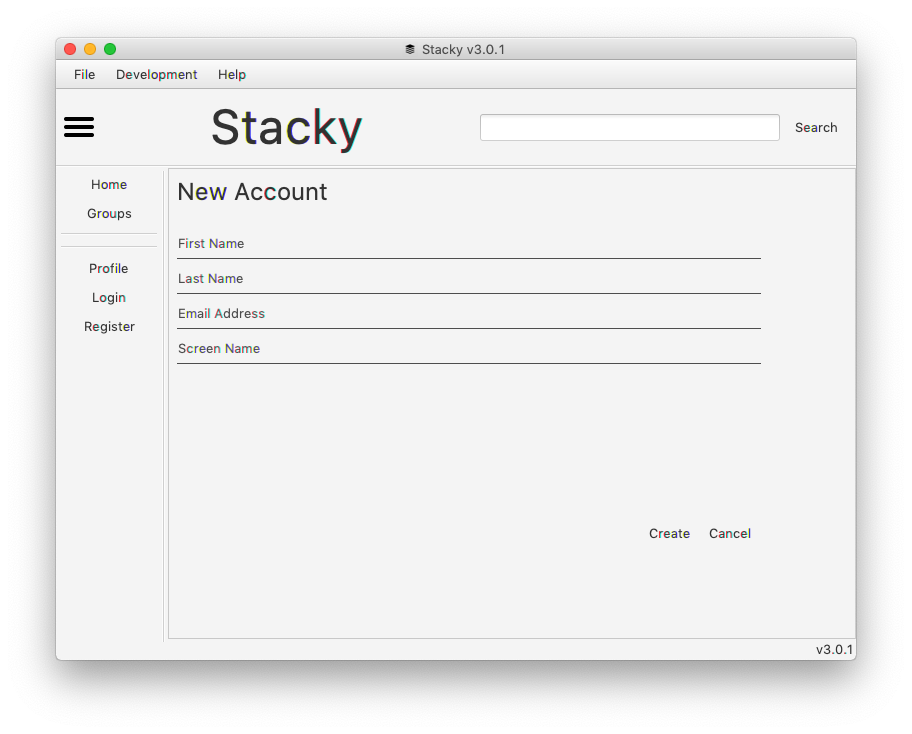 Stacky v3.0.1
File Development Help
Stacky
Search
Home
Groups
Profile
Login
Register
New Account
First Name
Last Name
Email Address
Screen Name
Create Cancel
v3.0.1